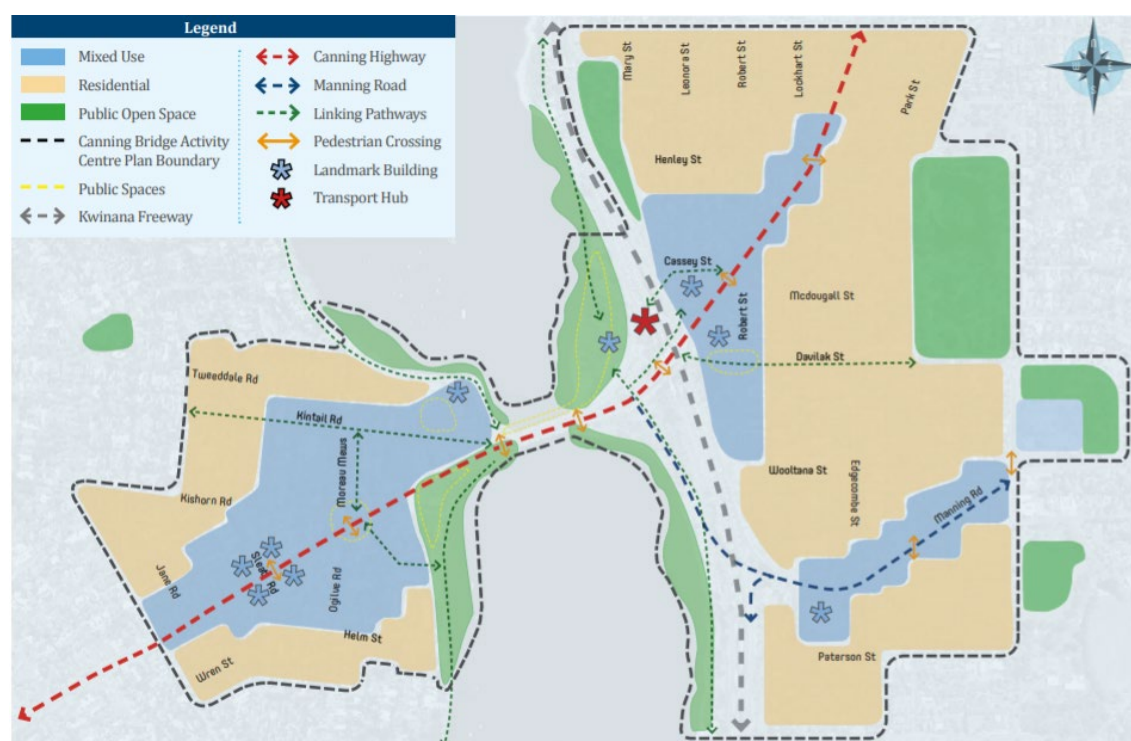 Legend
Mixed Use
Residential
Public Open Space
Canning Bridge Activity
Centre Plan Boundary
Public Spaces
Kwinana Freeway
Canning Highway
Manning Road
Linking Pathways
Pedestrian Crossing
Landmark Building
Transport Hub
Mary St
Leonora St
Robert St
Lockhart St
Park St
Henley St
Cassey St
Robert St
Mcdougall St
Davilak St
Wooltana St
Edgecombe St
Manning Rd
Paterson St
Tweeddale Rd
Kintail Rd
Moreau Mews
Kishorn Rd
Jane Rd
Ogilve Rd
Helm St
Wren St